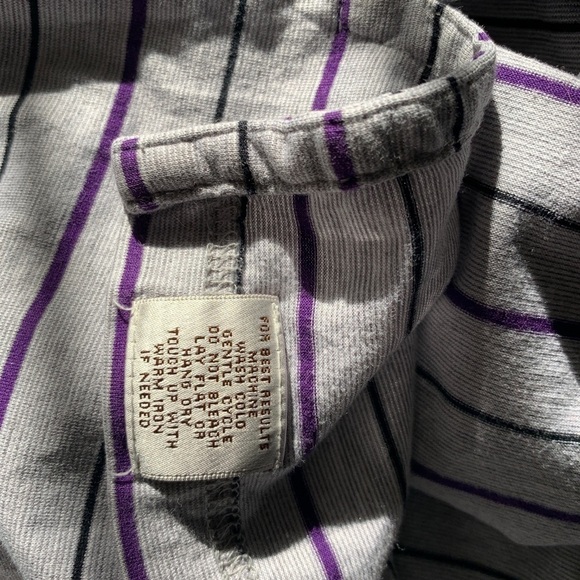 FOR BEST RESULTS
MACHINE
WASH COLD
GENTLE CYCLE
DO NOT BLEACH
LAY FLAT OR
HANG DRY
TOUCH UP WITH
WARM IRON
IF NEEDED